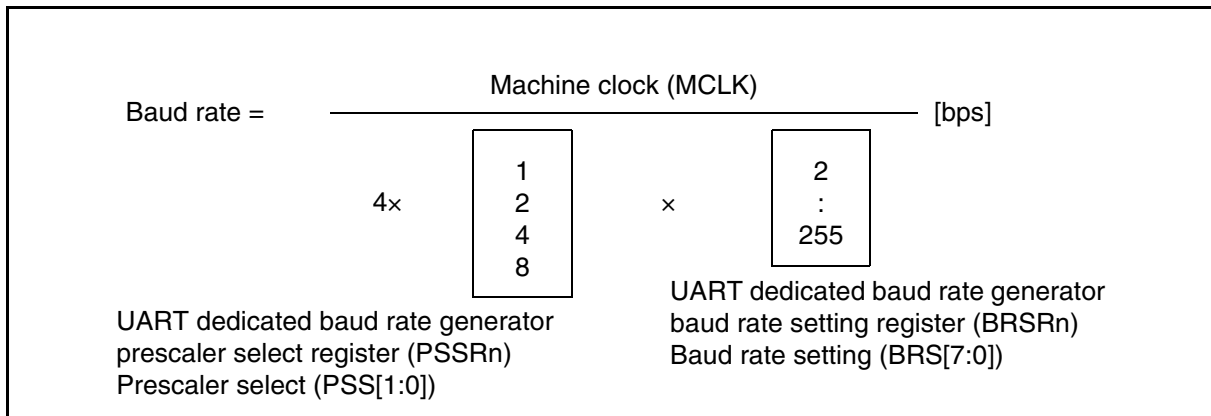 Machine clock (MCLK)
Baud rate =
[bps]
4×
1
2
4
8
×
2
:
255
UART dedicated baud rate generator
prescaler select register (PSSRn)
Prescaler select (PSS[1:0])
UART dedicated baud rate generator
baud rate setting register (BRSRn)
Baud rate setting (BRS[7:0])